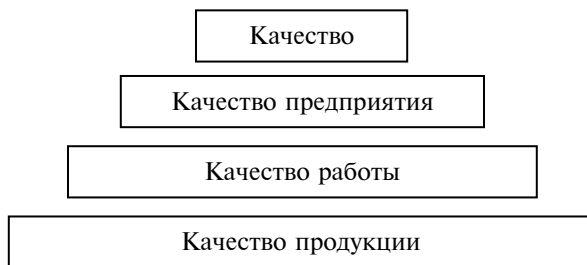 Качество
Качество предприятия
Качество работы
Качество продукции